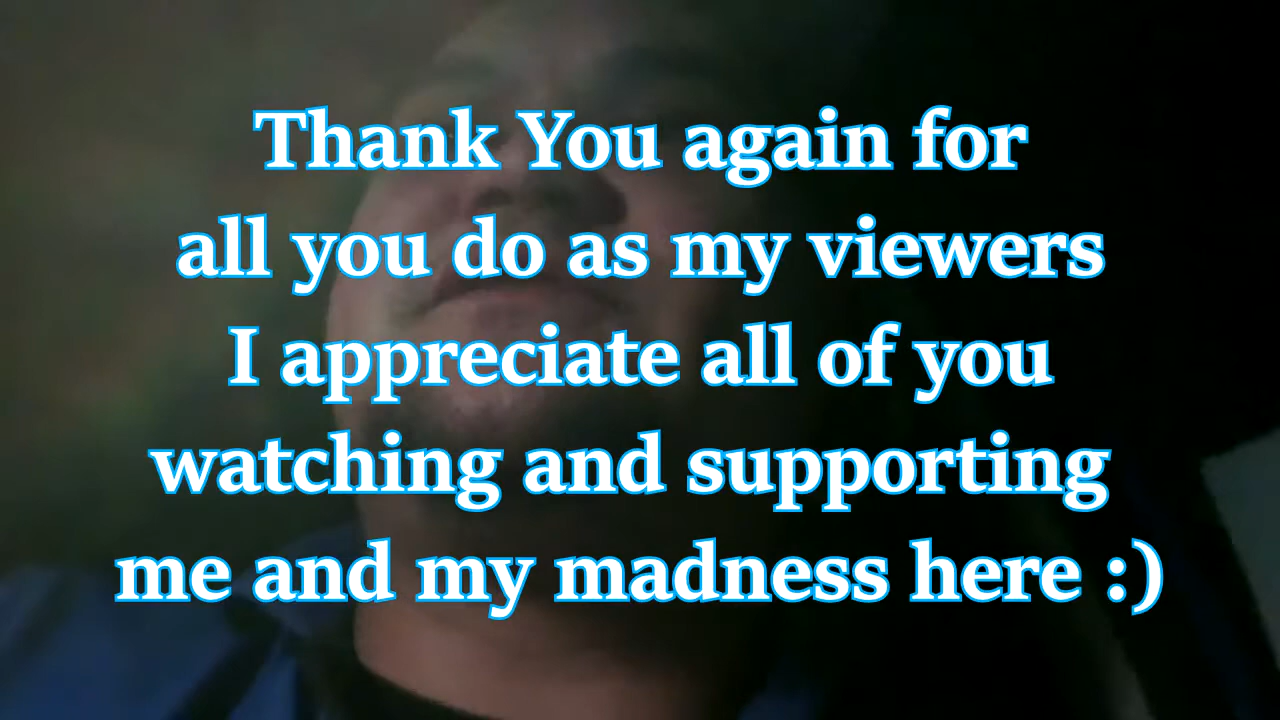 Thank You again for
all you do as my viewers
I appreciate all of you
watching and supporting
me and my madness here :)